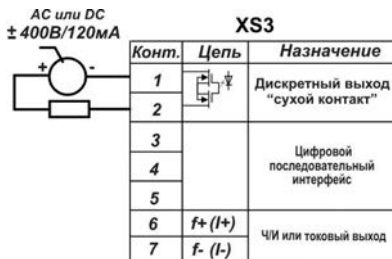 AC или DC
± 400В/120мА
XS3
Конт. Цепь Назначение
+ -
1
2
Дискретный выход
“сухой контакт”
3
4
5
Цифровой
последовательный
интерфейс
6 f+ (I+)
7 f- (I-)
Ч/И или токовый выход